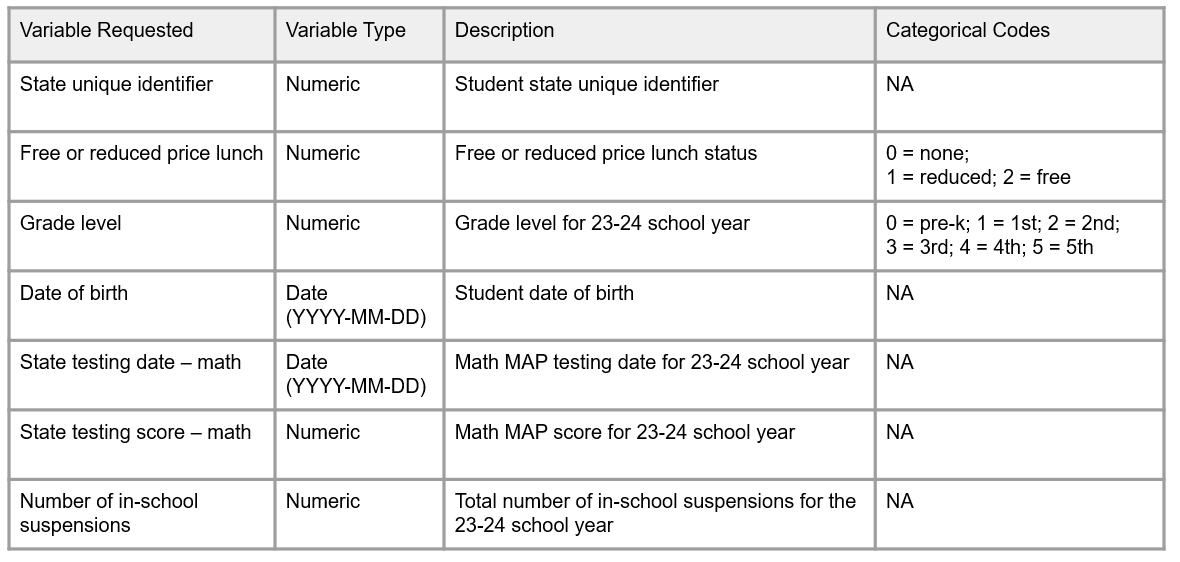 Variable Requested
Variable Type
Description
Categorical Codes
State unique identifier
Numeric
Student state unique identifier
NA
Free or reduced price lunch
Numeric
Free or reduced price lunch status
0 = none;
1 = reduced; 2 = free
Grade level
Numeric
Grade level for 23-24 school year
0 = pre-k; 1 = 1st; 2 = 2nd;
3 = 3rd; 4 = 4th; 5 = 5th
Date of birth
Date
(YYYY-MM-DD)
Student date of birth
NA
State testing date – math
Date
(YYYY-MM-DD)
Math MAP testing date for 23-24 school year
NA
State testing score – math
Numeric
Math MAP score for 23-24 school year
NA
Number of in-school
suspensions
Numeric
Total number of in-school suspensions for the
23-24 school year
NA